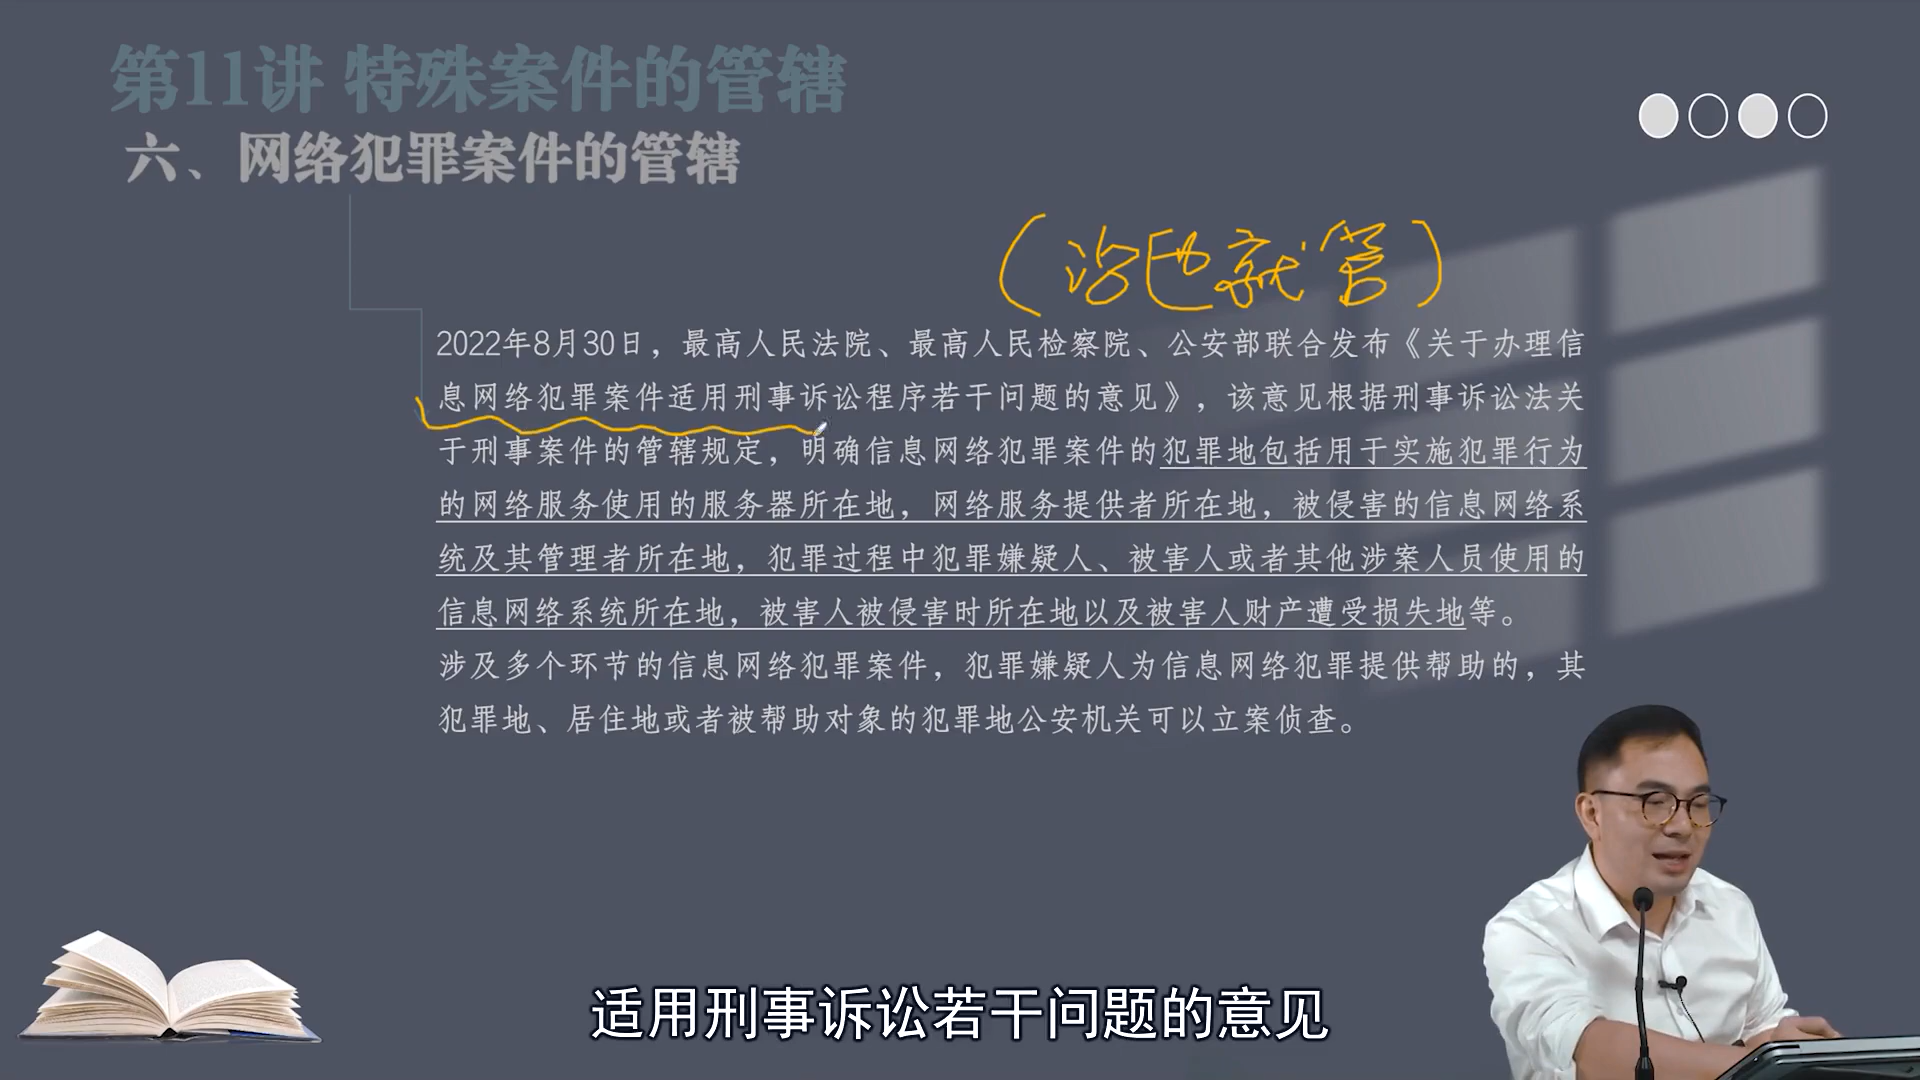 第11讲 特殊案件的管辖
六、网络犯罪案件的管辖
（沾地就管）
2022年8月30日，最高人民法院、最高人民检察院、公安部联合发布《关于办理信
息网络犯罪案件适用刑事诉讼程序若干问题的意见》，该意见根据刑事诉讼法关
于刑事案件的管辖规定，明确信息网络犯罪案件的犯罪地包括用于实施犯罪行为
的网络服务使用的服务器所在地，网络服务提供者所在地，被侵害的信息网络系
统及其管理者所在地，犯罪过程中犯罪嫌疑人、被害人或者其他涉案人员使用的
信息网络系统所在地，被害人被侵害时所在地以及被害人财产遭受损失地等。
涉及多个环节的信息网络犯罪案件，犯罪嫌疑人为信息网络犯罪提供帮助的，其
犯罪地、居住地或者被帮助对象的犯罪地公安机关可以立案侦查。
适用刑事诉讼若干问题的意见